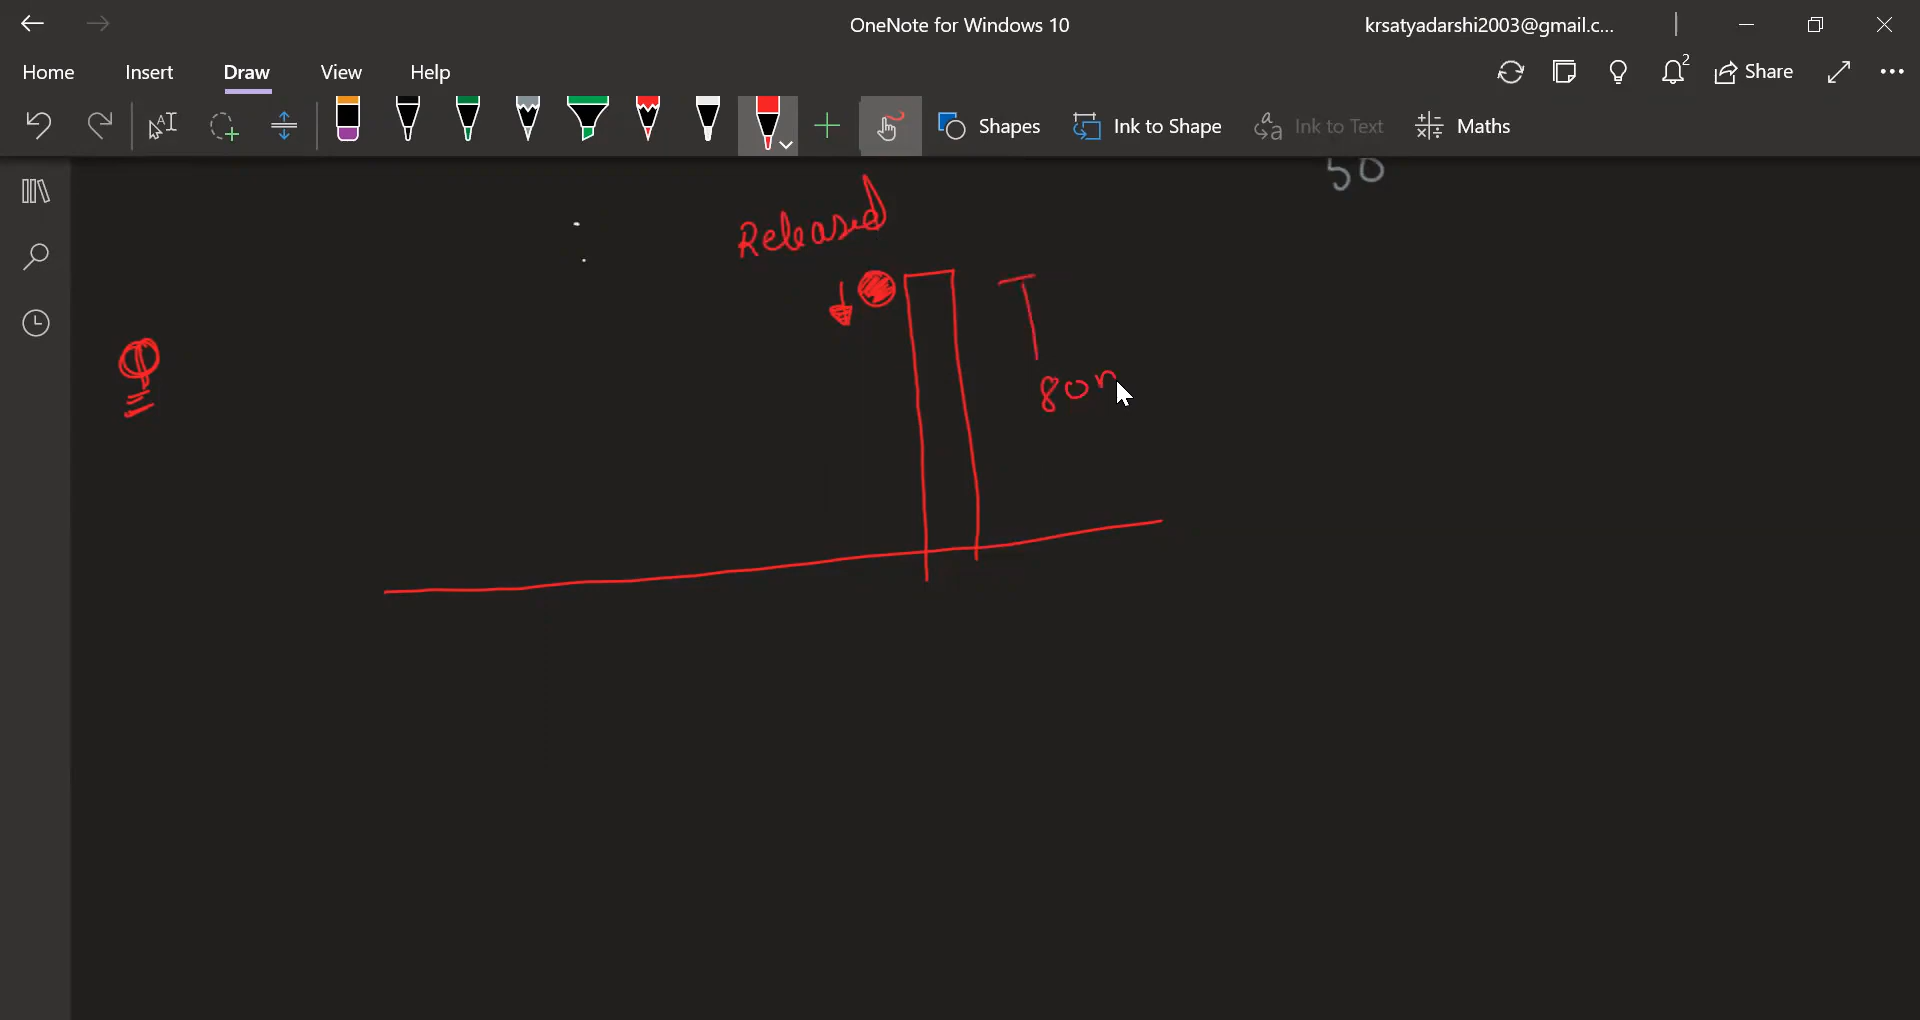 OneNote for Windows 10
krsatyadarshi2003@gmail.c...
Home Insert Draw View Help
2
Share
Shapes
Ink to Shape
Ink to Text
Maths
50
Released
80m